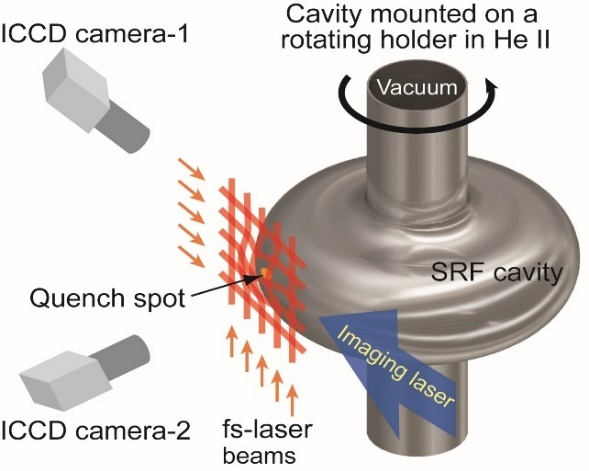 ICCD camera-1
Cavity mounted on a
rotating holder in He II
Vacuum
SRF cavity
Quench spot
Imaging laser
ICCD camera-2
fs-laser
beams